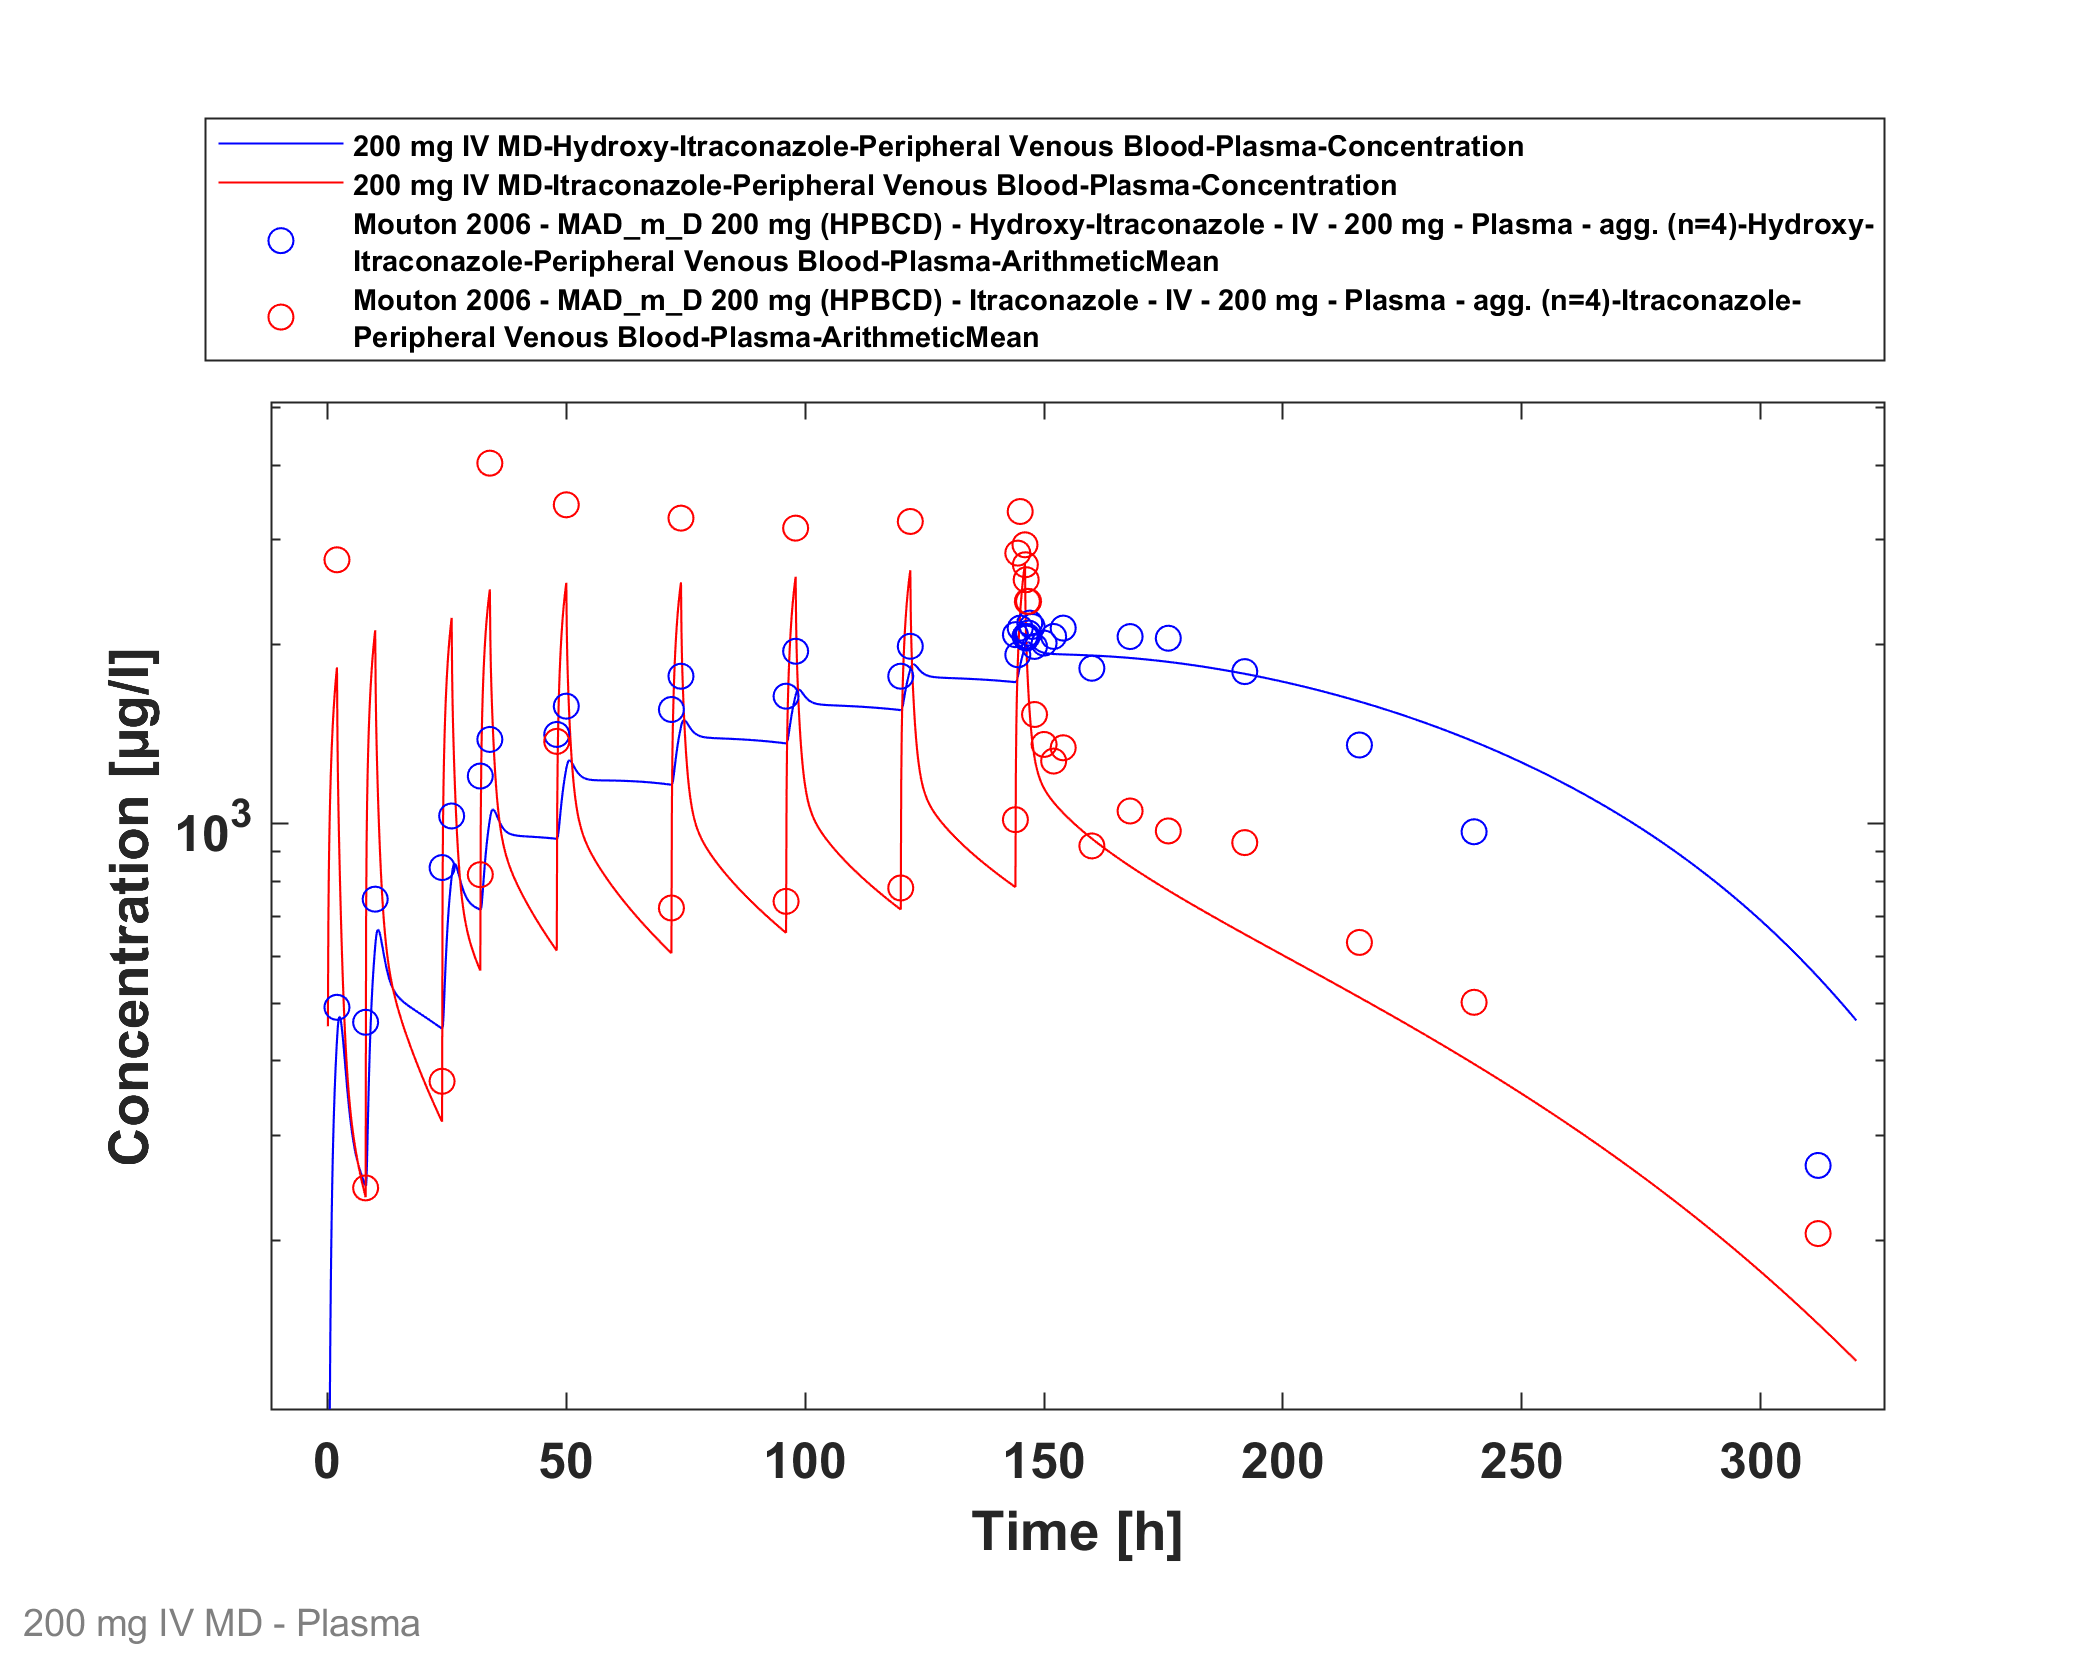 200 mg IV MD-Hydroxy-Itraconazole-Peripheral Venous Blood-Plasma-Concentration
200 mg IV MD-Itraconazole-Peripheral Venous Blood-Plasma-Concentration
Mouton 2006 - MAD_m_D 200 mg (HPBCD) - Hydroxy-Itraconazole - IV - 200 mg - Plasma - agg. (n=4)-Hydroxy-
Itraconazole-Peripheral Venous Blood-Plasma-ArithmeticMean
Mouton 2006 - MAD_m_D 200 mg (HPBCD) - Itraconazole - IV - 200 mg - Plasma - agg. (n=4)-Itraconazole-
Peripheral Venous Blood-Plasma-ArithmeticMean
Concentration [µg/l]
10³
0 50 100 150 200 250 300
Time [h]
200 mg IV MD - Plasma